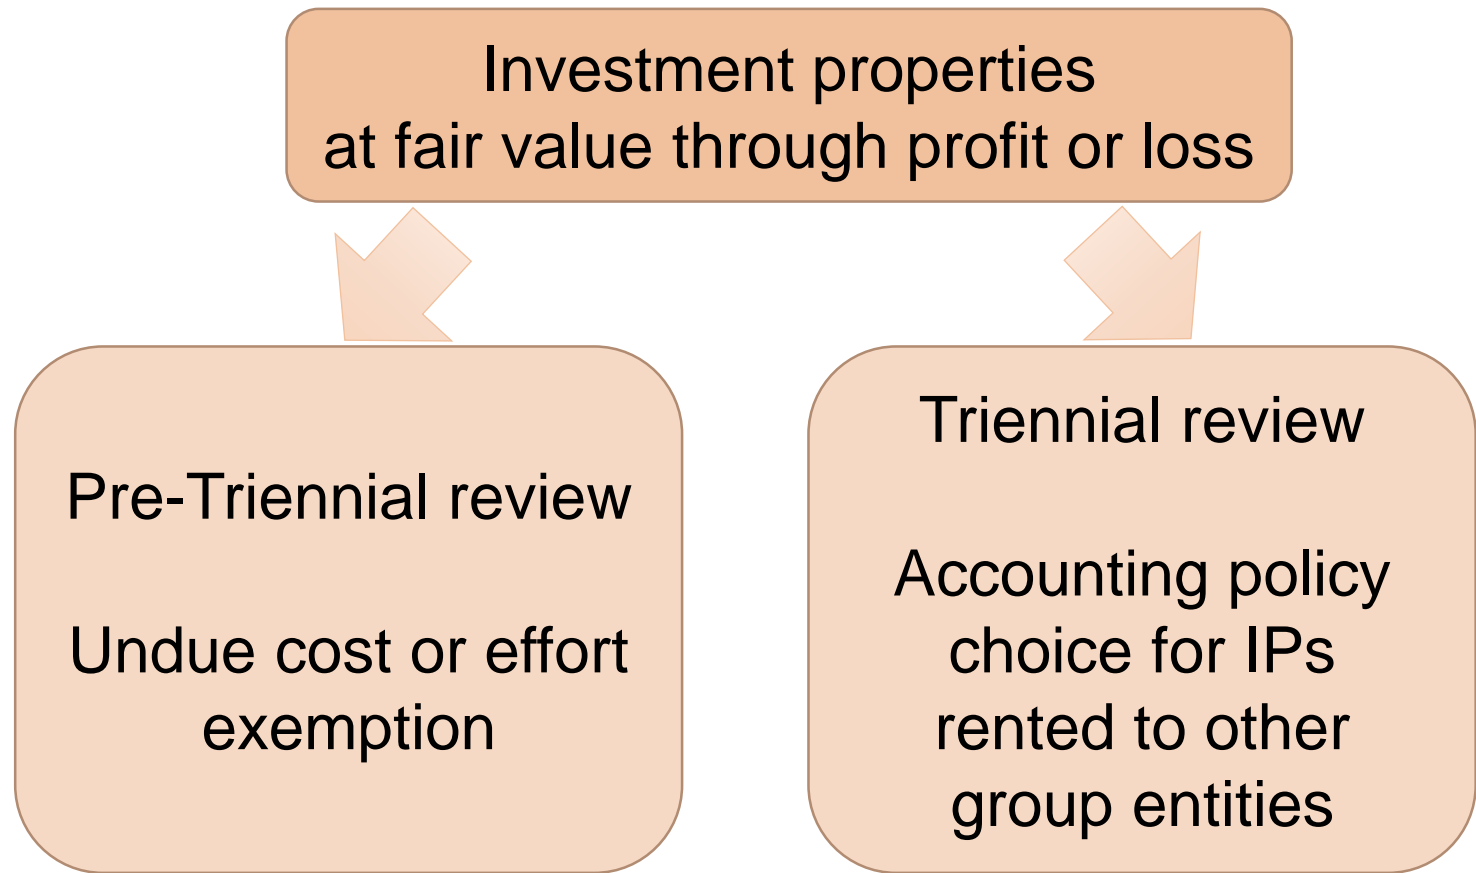 Investment properties
at fair value through profit or loss
Pre-Triennial review
Undue cost or effort
exemption
Triennial review
Accounting policy
choice for IPs
rented to other
group entities